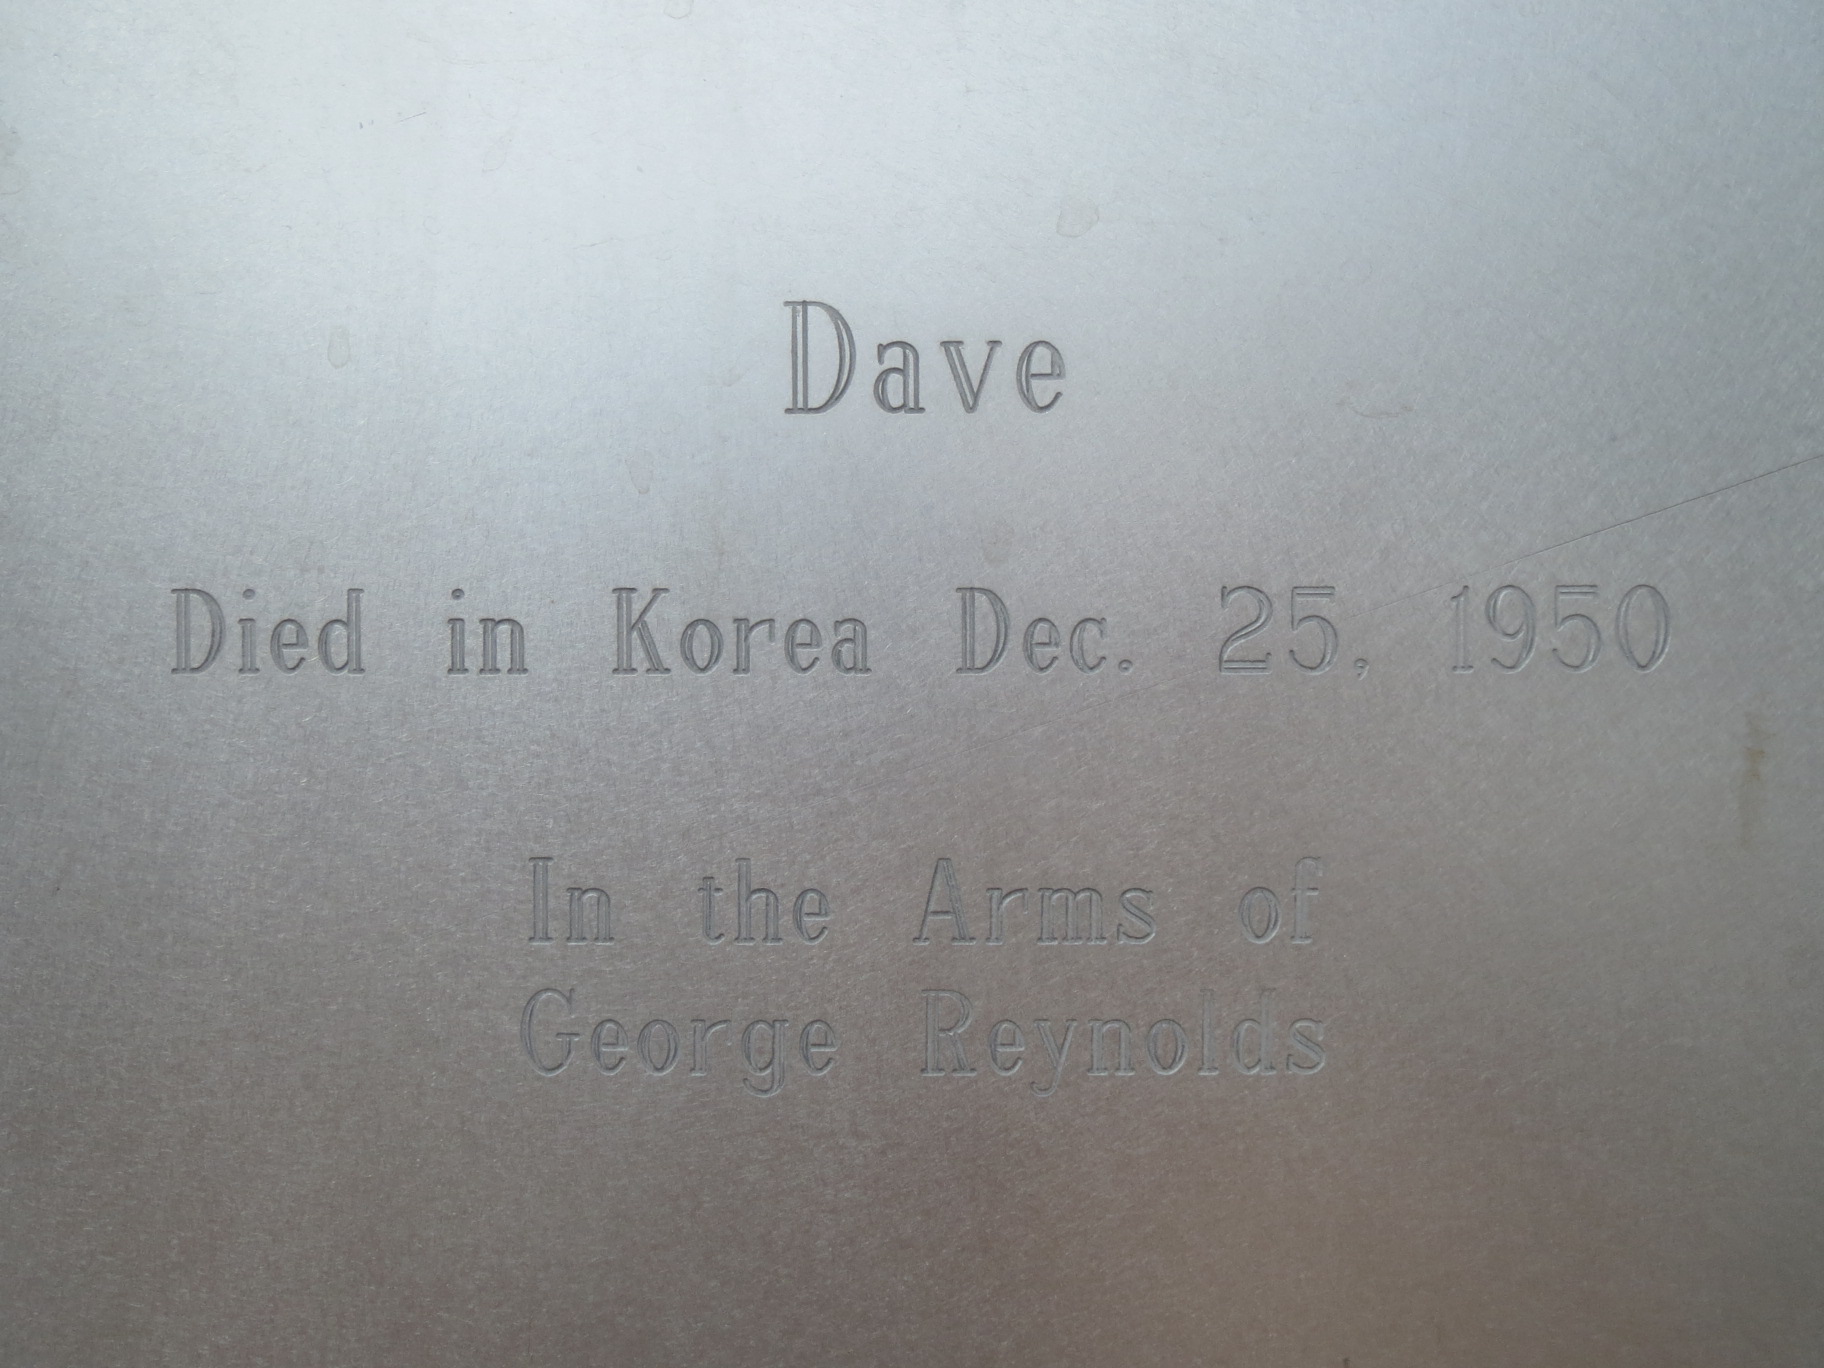 Dave
Died in Korea Dec. 25, 1950
In the Arms of
George Reynolds